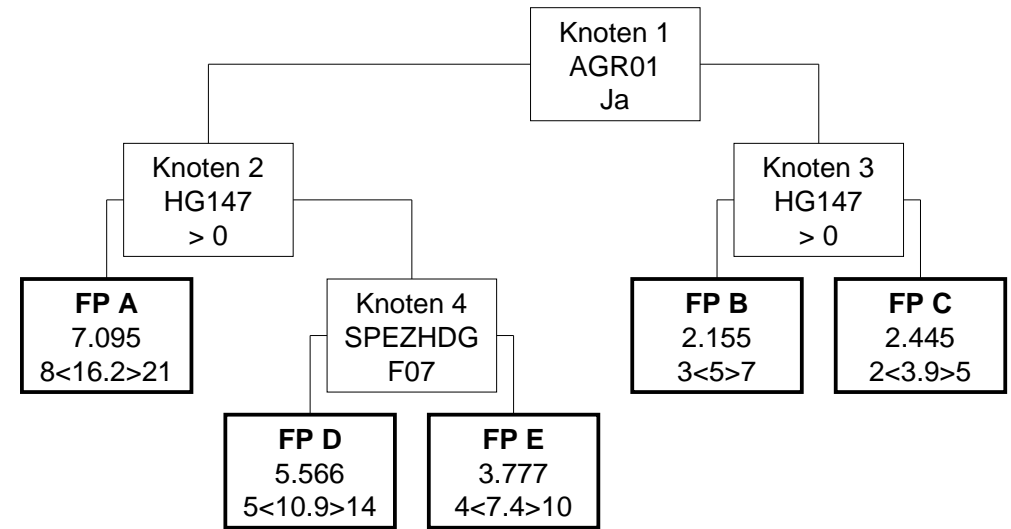 Knoten 1
AGR01
Ja
Knoten 2
HG147
> 0
Knoten 3
HG147
> 0
FP A
7.095
8<16.2>21
Knoten 4
SPEZHDG
F07
FP B
2.155
3<5>7
FP C
2.445
2<3.9>5
FP D
5.566
5<10.9>14
FP E
3.777
4<7.4>10